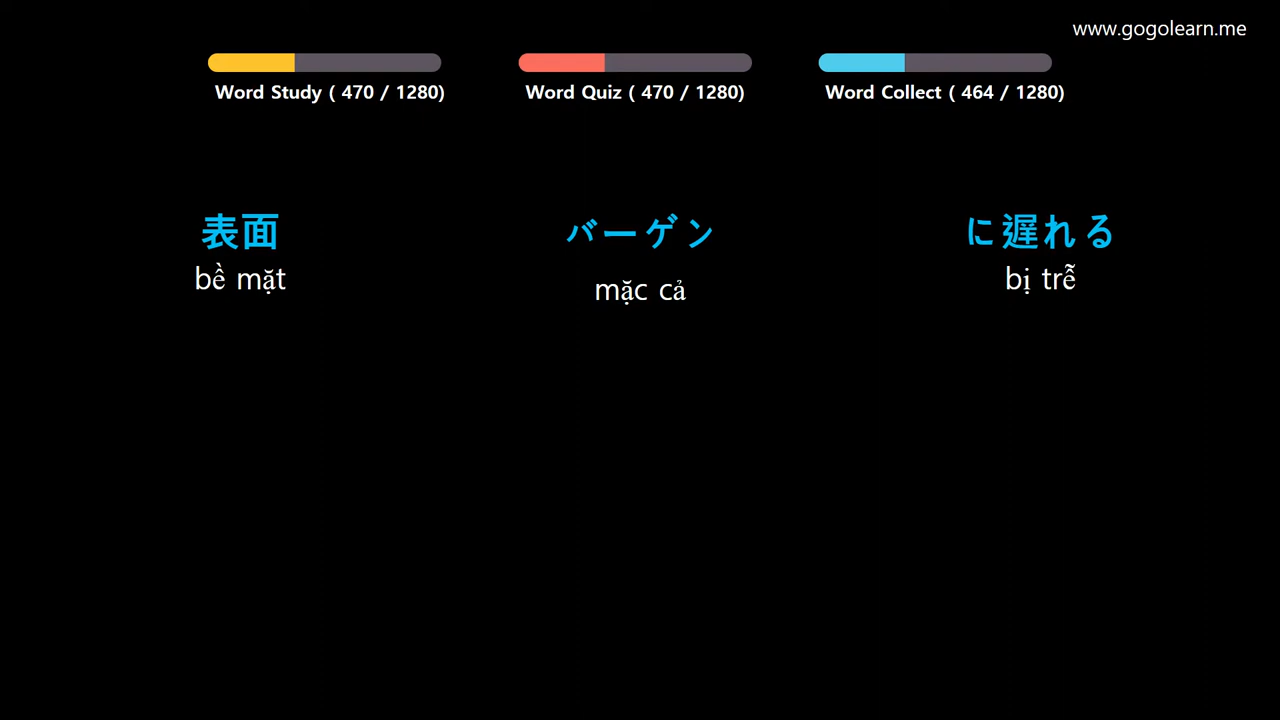 www.gogolearn.me
Word Study ( 470 / 1280)
Word Quiz ( 470 / 1280)
Word Collect ( 464 / 1280)
表面
bề mặt
バーゲン
mặc cả
に遅れる
bị trễ